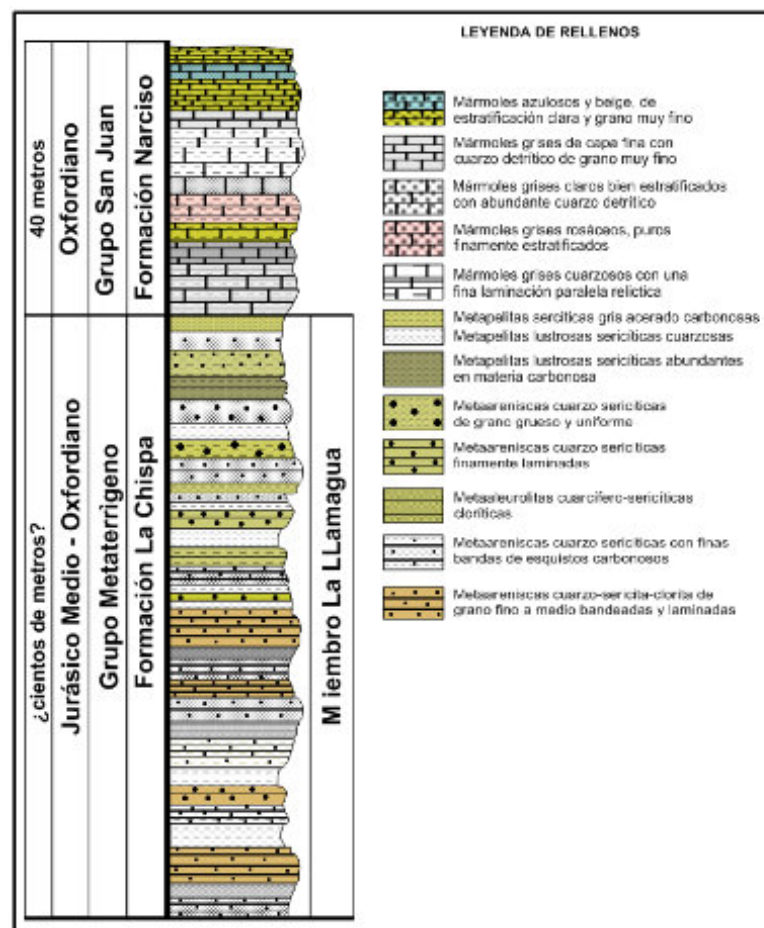 LEYENDA DE RELLENOS
40 metros
Oxfordiano
Grupo San Juan
Formación Narciso
¿cientos de metros?
Jurásico Medio - Oxfordiano
Grupo Metaterrígeno
Formación La Chispa
M iembro La LLamagua
Mármoles azulosos y beige, de
estratificación clara y grano muy fino
Mármoles grises de capa fina con
cuarzo detrítico de grano muy fino
Mármoles grises claros bien estratificados
con abundante cuarzo detrítico
Mármoles grises rosáceos, puros
finamente estratificados
Mármoles grises cuarzosos con una
fina laminación paralela relíctica
Metapelitas sericíticas gris acerado carbonosas
Metapelitas lustrosas sericíticas cuarzosas
Metapelitas lustrosas sericíticas abundantes
en materia carbonosa
Metaareniscas cuarzo sericíticas
de grano grueso y uniforme
Metaareniscas cuarzo sericíticas
finamente laminadas
Metaaleurolitas cuarcífero-sericíticas
cloríticas
Metaareniscas cuarzo sericíticas con finas
bandas de esquistos carbonosos
Metaareniscas cuarzo-sericita-clorita de
grano fino a medio bandeadas y laminadas